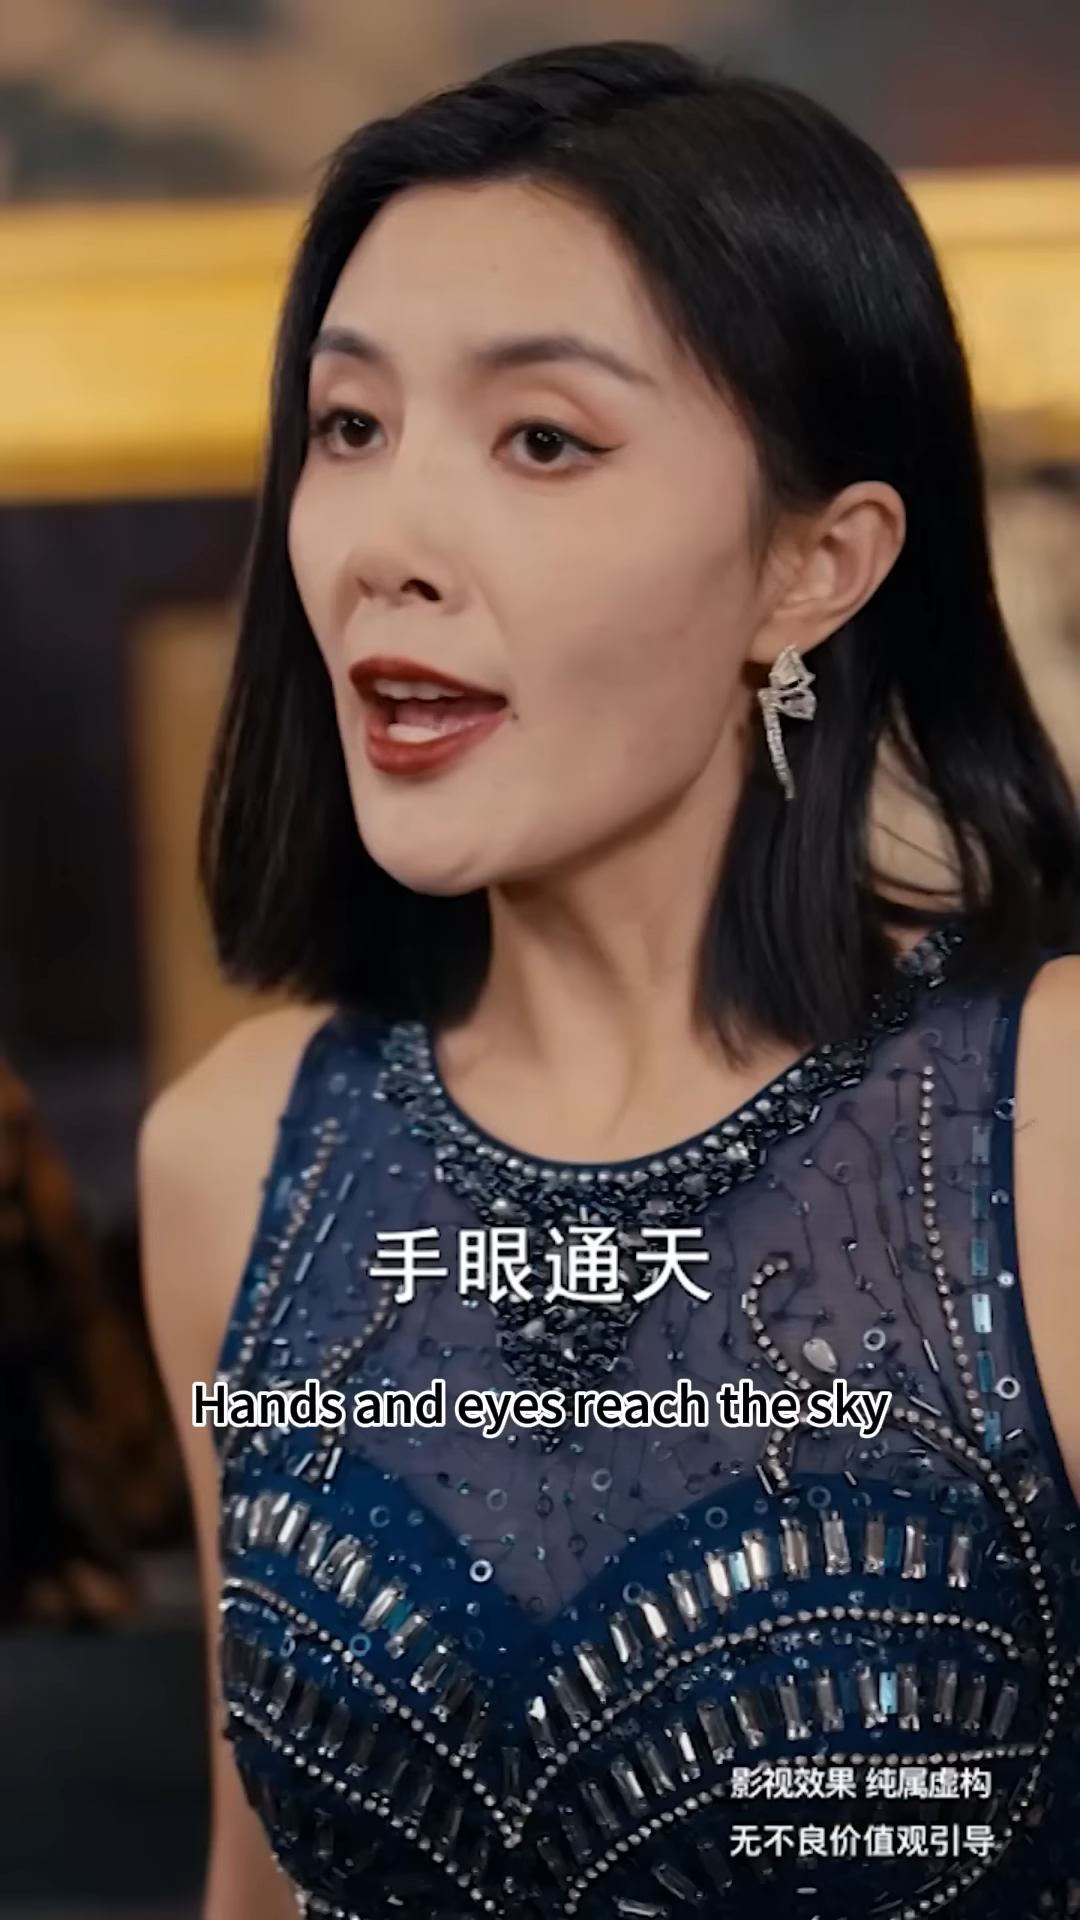 手眼通天
Hands and eyes reach the sky
影视效果 纯属虚构
无不良价值观引导